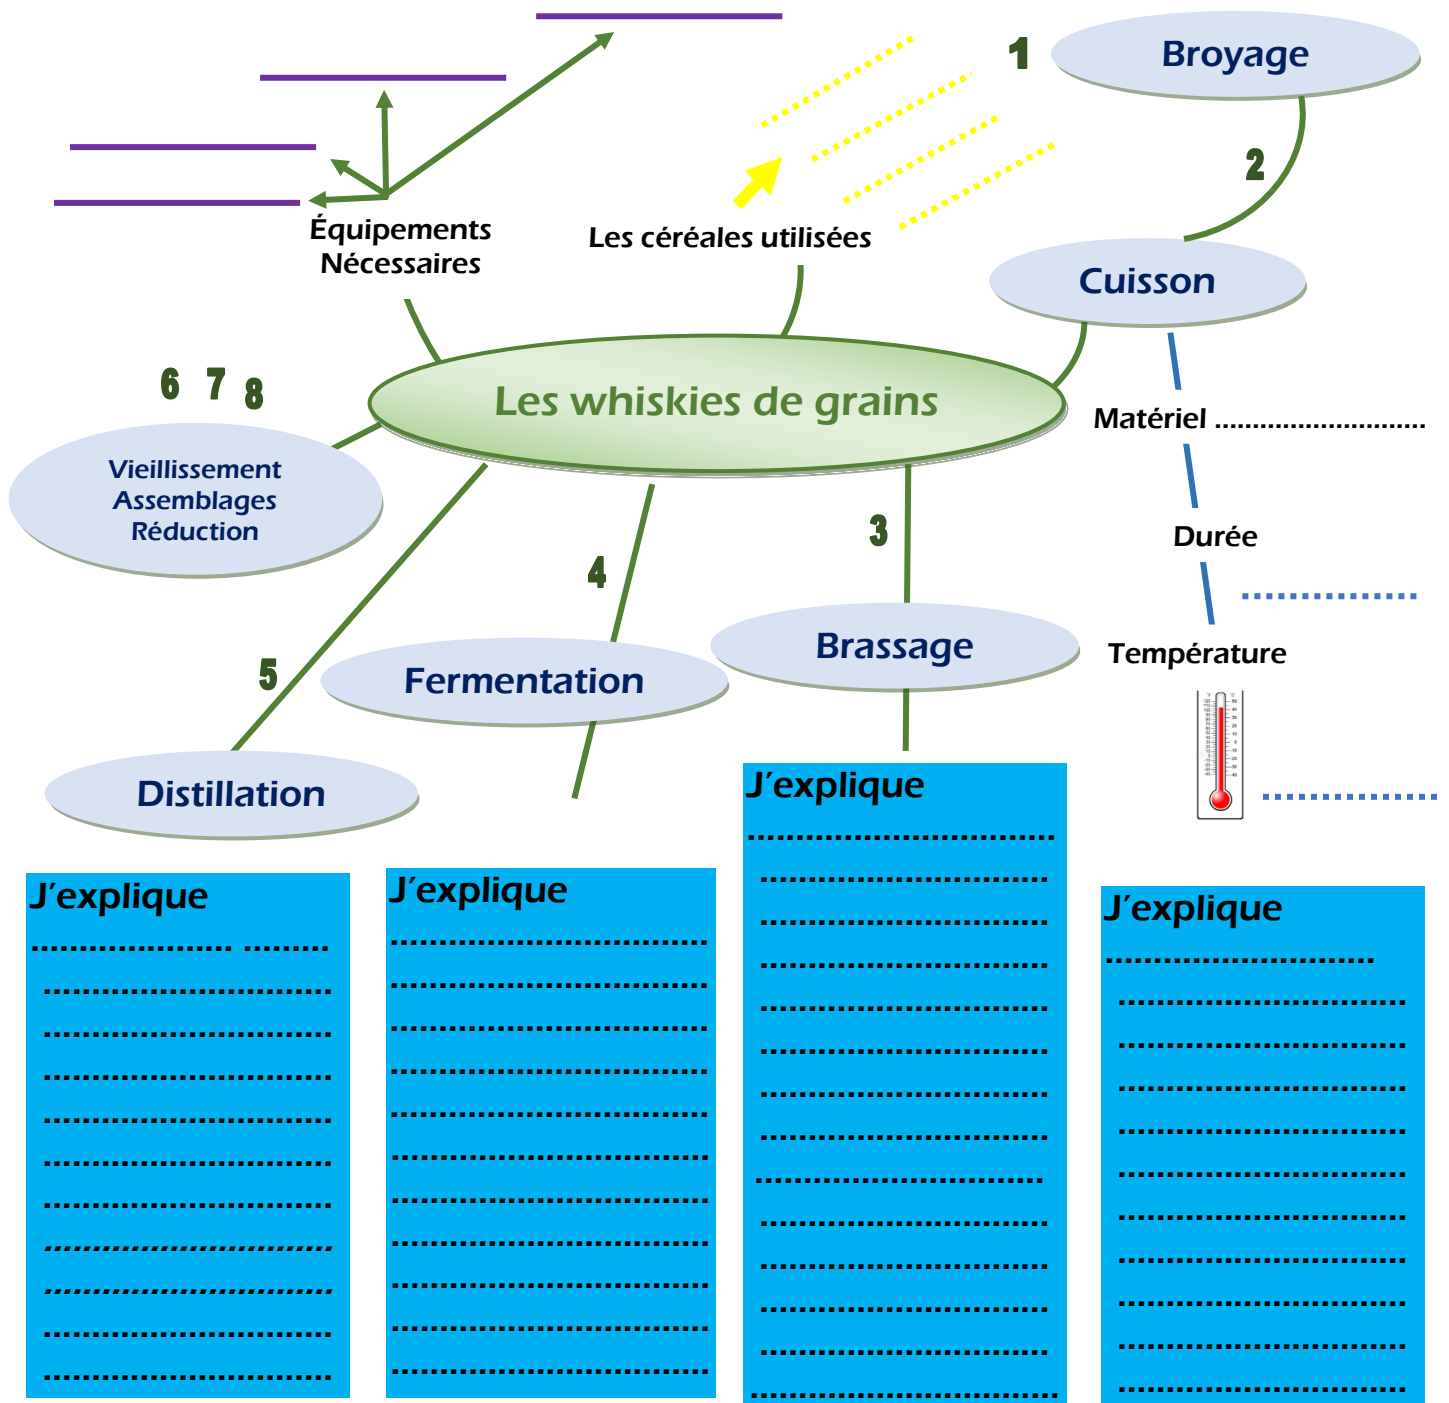 1
Broyage
2
Équipements
Nécessaires
Les céréales utilisées
Cuisson
6 7 8
Les whiskies de grains
Matériel ............................
Vieillissement
Assemblages
Réduction
3
Durée
4
5
Fermentation
Brassage
Température
Distillation
J'explique
J'explique
J'explique
J'explique